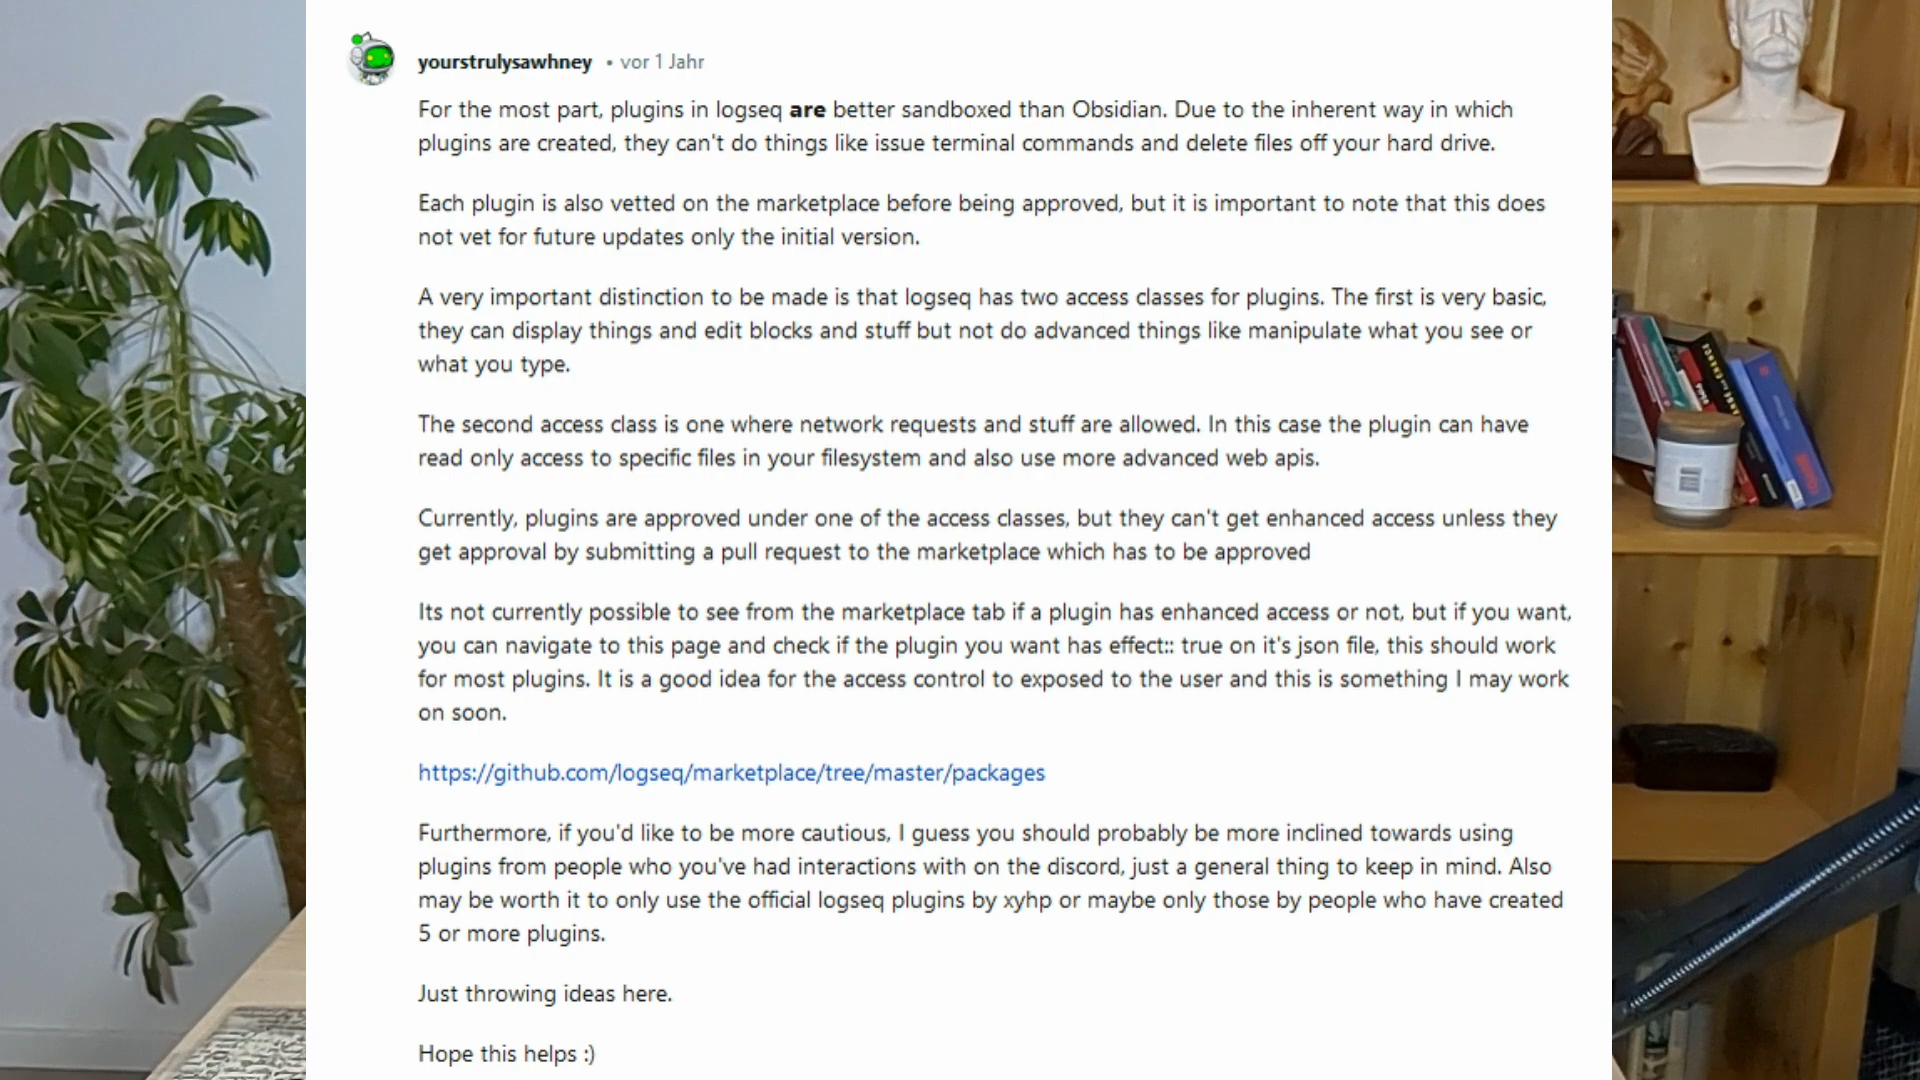 yourstrulysawhney • vor 1 Jahr
For the most part, plugins in logseq are better sandboxed than Obsidian. Due to the inherent way in which
plugins are created, they can't do things like issue terminal commands and delete files off your hard drive.
Each plugin is also vetted on the marketplace before being approved, but it is important to note that this does
not vet for future updates only the initial version.
A very important distinction to be made is that logseq has two access classes for plugins. The first is very basic,
they can display things and edit blocks and stuff but not do advanced things like manipulate what you see or
what you type.
The second access class is one where network requests and stuff are allowed. In this case the plugin can have
read only access to specific files in your filesystem and also use more advanced web apis.
Currently, plugins are approved under one of the access classes, but they can't get enhanced access unless they
get approval by submitting a pull request to the marketplace which has to be approved
Its not currently possible to see from the marketplace tab if a plugin has enhanced access or not, but if you want,
you can navigate to this page and check if the plugin you want has effect:: true on it's json file, this should work
for most plugins. It is a good idea for the access control to exposed to the user and this is something I may work
on soon.
https://github.com/logseq/marketplace/tree/master/packages
Furthermore, if you'd like to be more cautious, I guess you should probably be more inclined towards using
plugins from people who you've had interactions with on the discord, just a general thing to keep in mind. Also
may be worth it to only use the official logseq plugins by xyhp or maybe only those by people who have created
5 or more plugins.
Just throwing ideas here.
Hope this helps :)